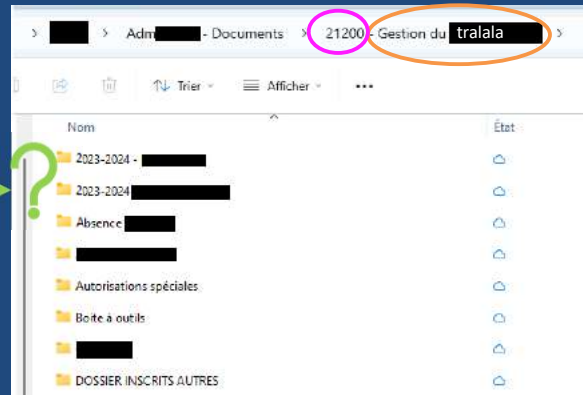 > > Adm - Documents > 21200 - Gestion du tralala >
Trier Afficher ...
Nom État
?
2023-2024 -
2023-2024
Absence
Autorisations spéciales
Boîte à outils
DOSSIER INSCRITS AUTRES